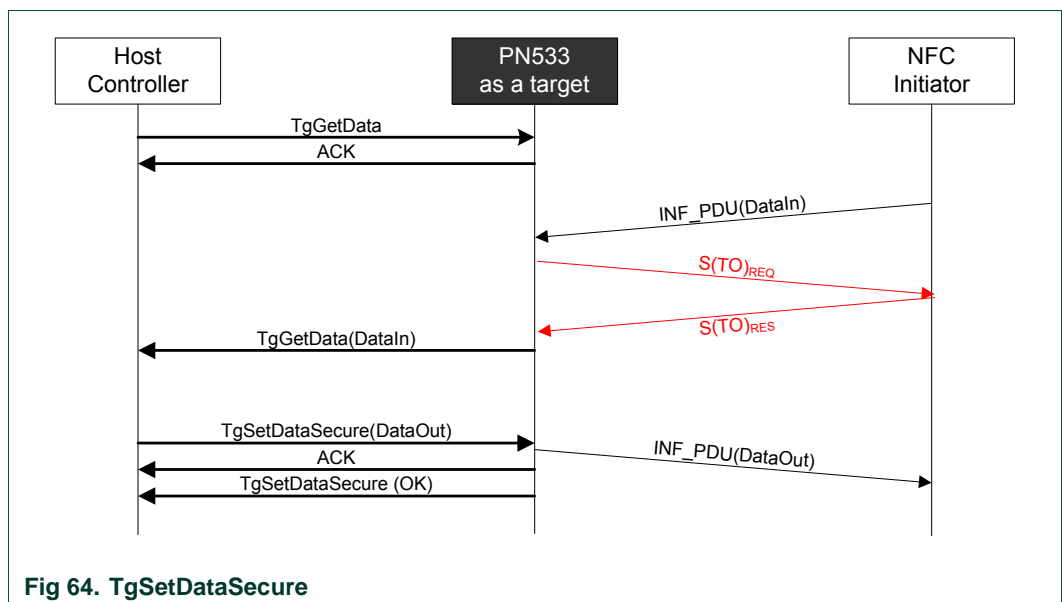 Host
Controller
PN533
as a target
NFC
Initiator
TgGetData
ACK
INF_PDU(DataIn)
S(TO)REQ
S(TO)RES
TgGetData(DataIn)
TgSetDataSecure(DataOut)
INF_PDU(DataOut)
ACK
TgSetDataSecure (OK)
Fig 64. TgSetDataSecure